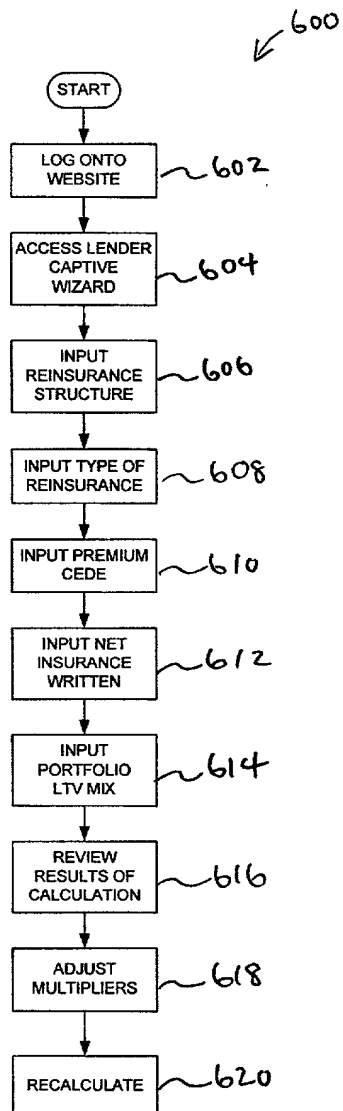 600
START
LOG ONTO
WEBSITE
602
ACCESS LENDER
CAPTIVE
WIZARD
604
INPUT
REINSURANCE
STRUCTURE
606
INPUT TYPE OF
REINSURANCE
608
INPUT PREMIUM
CEDE
610
INPUT NET
INSURANCE
WRITTEN
612
INPUT
PORTFOLIO
LTV MIX
614
REVIEW
RESULTS OF
CALCULATION
616
ADJUST
MULTIPLIERS
618
RECALCULATE
620